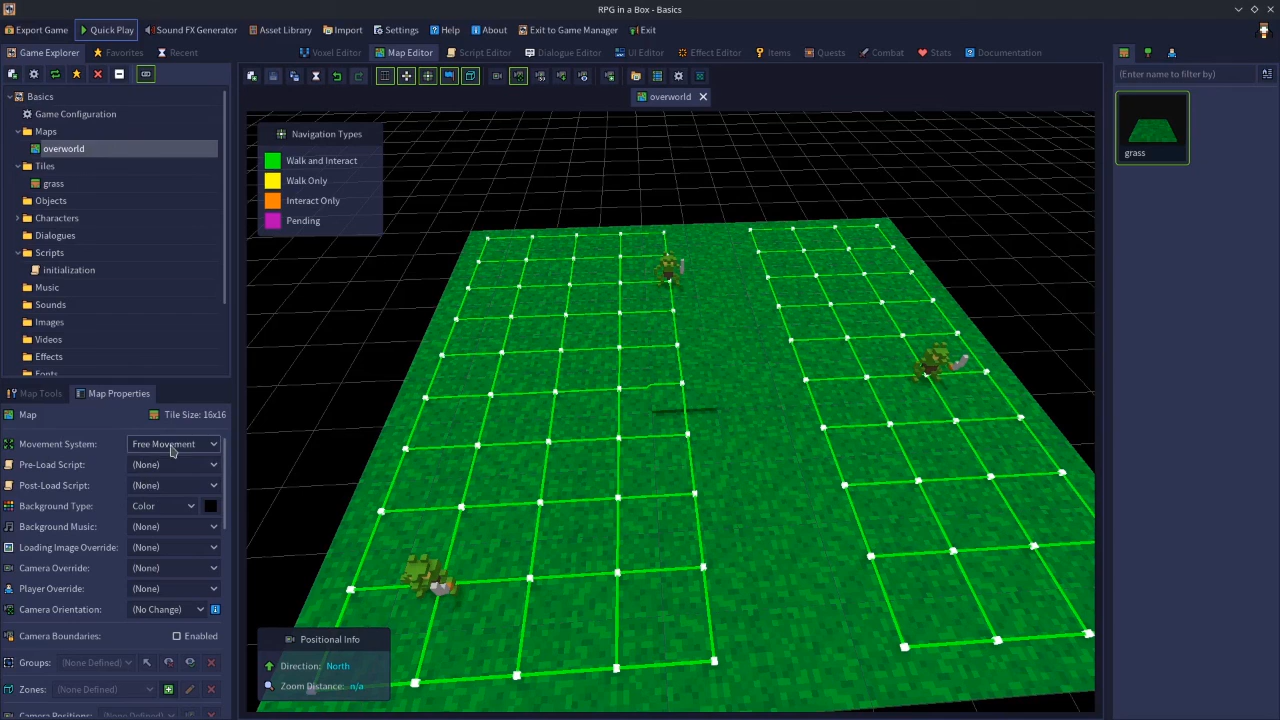 RPG in a Box - Basics
Export Game Quick Play Sound FX Generator Asset Library Import Settings Help About Exit to Game Manager Exit
Game Explorer Favorites Recent Voxel Editor Map Editor Script Editor Dialogue Editor UI Editor Effect Editor Items Quests Combat Stats Documentation
(Enter name to filter by)
overworld
Basics
Game Configuration
Maps
overworld
Tiles
grass
Objects
Characters
Dialogues
Scripts
initialization
Music
Sounds
Images
Videos
Effects
Fonts
Navigation Types
Walk and Interact
Walk Only
Interact Only
Pending
grass
Map Tools Map Properties
Map Tile Size: 16x16
Movement System: Free Movement
Pre-Load Script: (None)
Post-Load Script: (None)
Background Type: Color
Background Music: (None)
Loading Image Override: (None)
Camera Override: (None)
Player Override: (None)
Camera Orientation: (No Change)
Camera Boundaries: Enabled
Groups: (None Defined)
Zones: (None Defined)
Camera Positions: (None Defined)
Positional Info
Direction: North
Zoom Distance: n/a